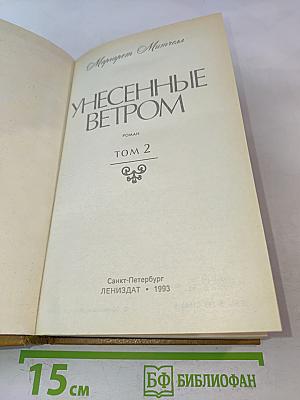 Маргарет Митчелл
УНЕСЕННЫЕ
ВЕТРОМ
РОМАН
ТОМ 2
Санкт-Петербург
ЛЕНИЗДАТ • 1993
15 см
БФ БИБЛИОФАН